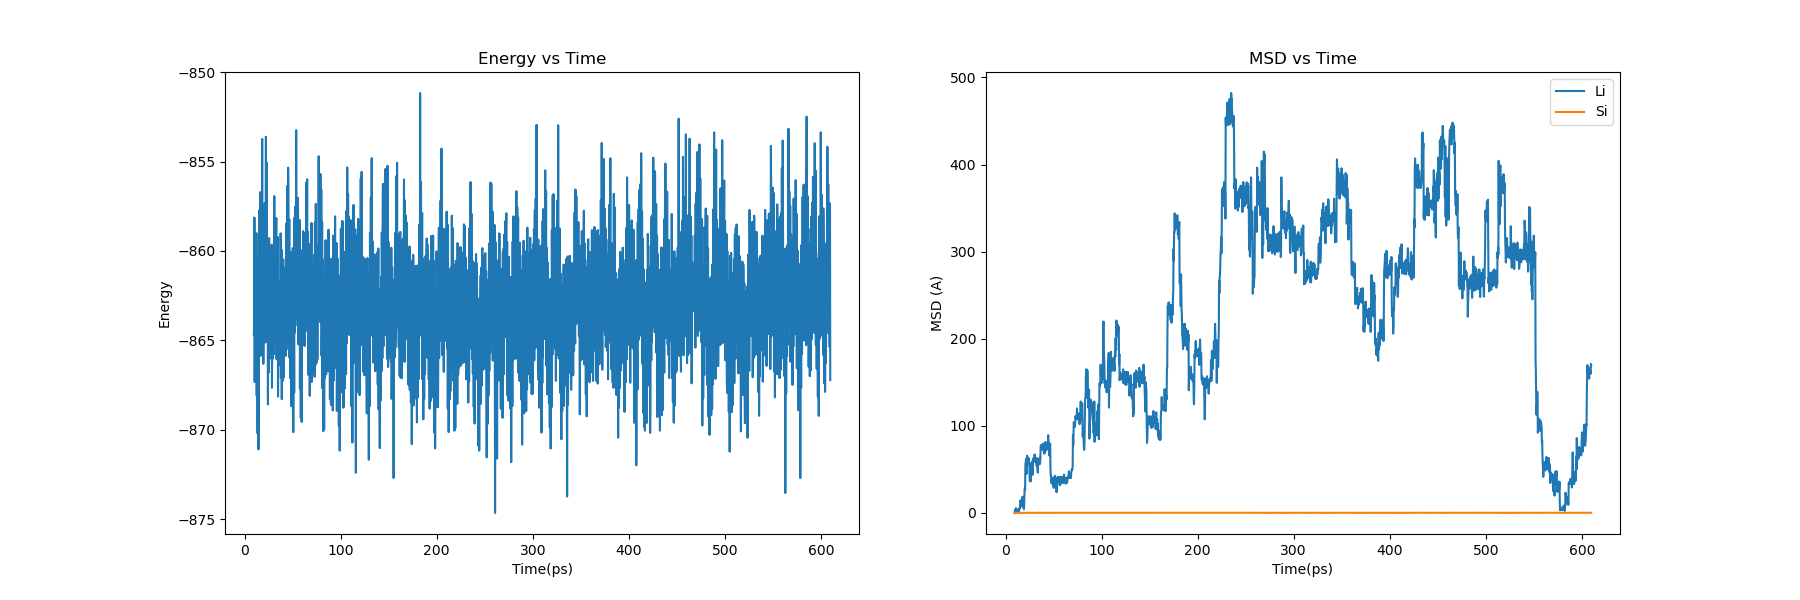 Energy vs Time
−850
−855
−860
−865
−870
−875
Energy
0 100 200 300 400 500 600
Time(ps)
MSD vs Time
500
400
300
200
100
0
MSD (A)
0 100 200 300 400 500 600
Time(ps)
Li
Si